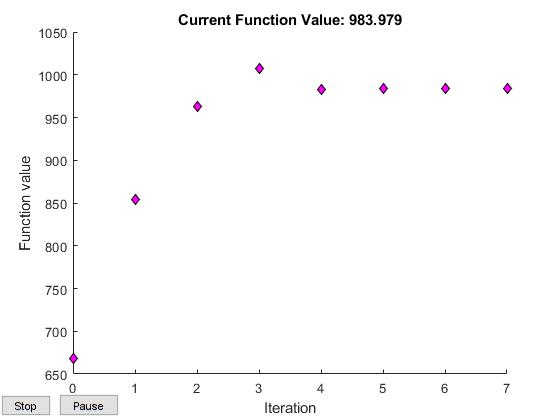 Current Function Value: 983.979
1050
1000
950
900
850
800
750
700
650
Function value
0 1 2 3 4 5 6 7
Iteration
Stop Pause